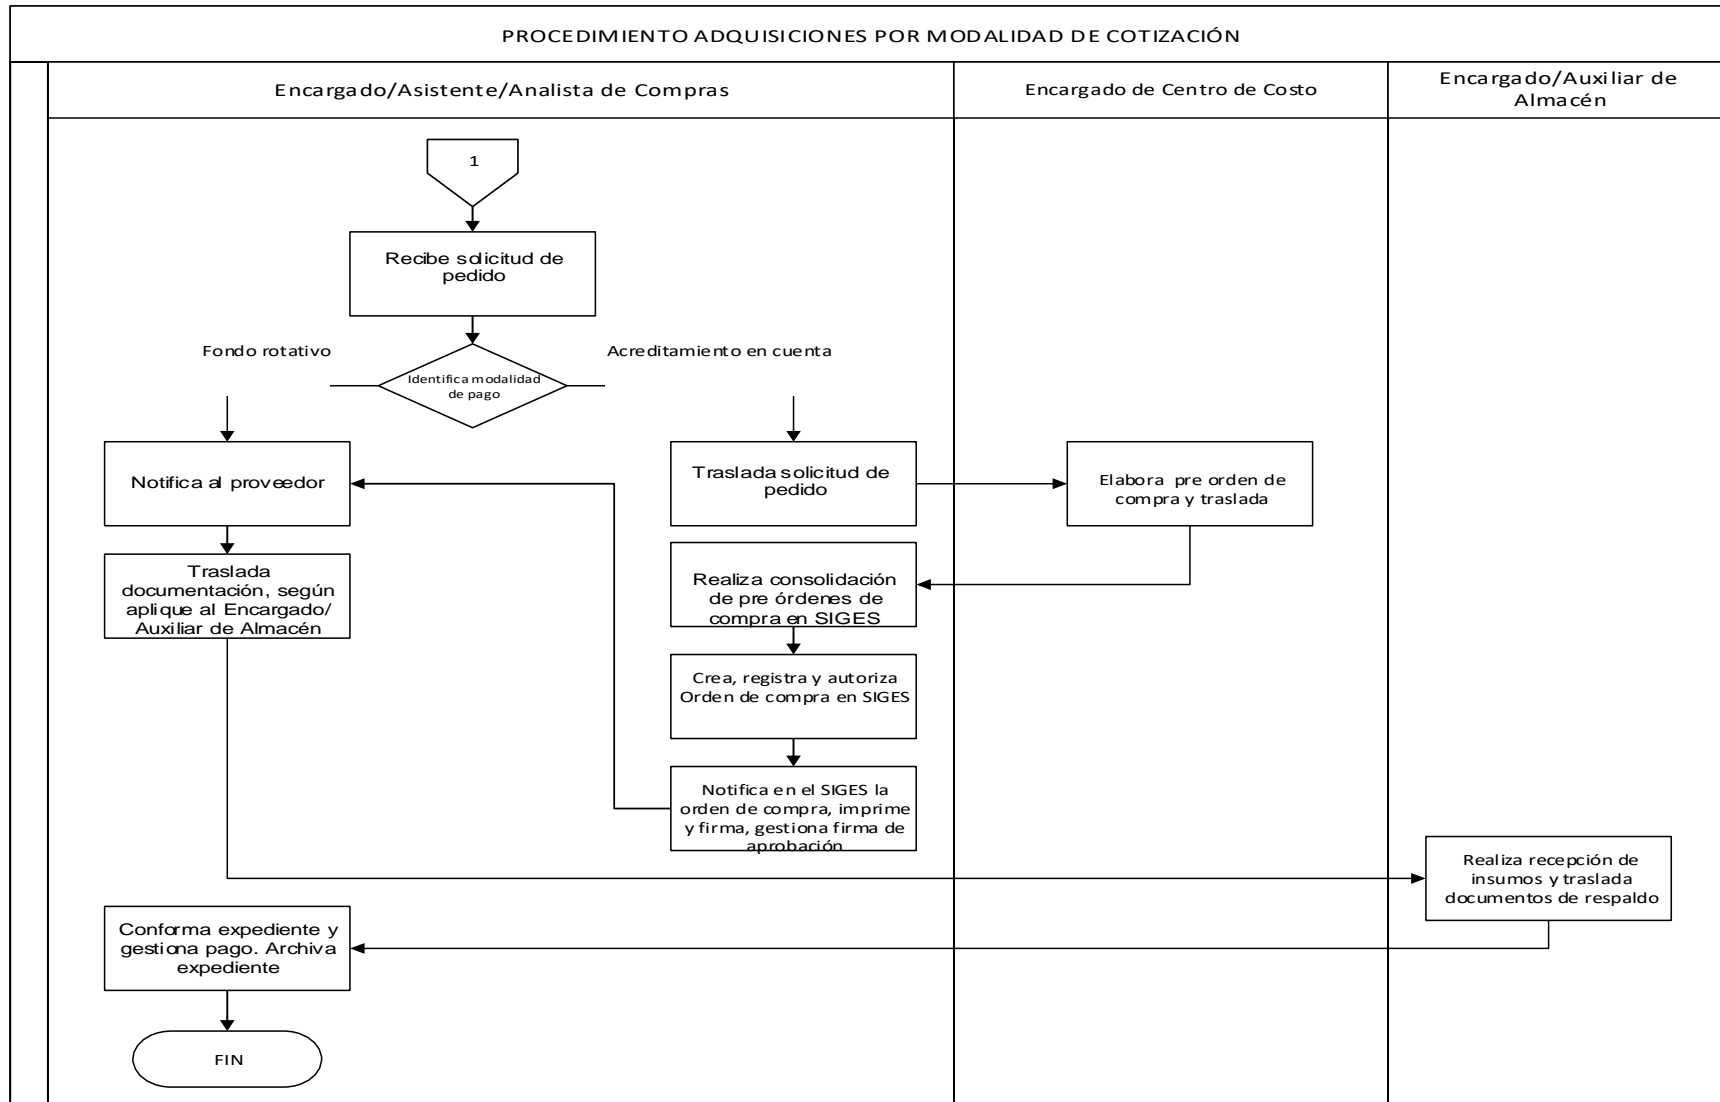 PROCEDIMIENTO ADQUISICIONES POR MODALIDAD DE COTIZACIÓN
Encargado/Asistente/Analista de Compras
Encargado de Centro de Costo
Encargado/Auxiliar de
Almacén
1
Recibe solicitud de
pedido
Fondo rotativo
Acreditamiento en cuenta
Identifica modalidad
de pago
Notifica al proveedor
Traslada solicitud de
pedido
Elabora pre orden de
compra y traslada
Traslada
documentación, según
aplique al Encargado/
Auxiliar de Almacén
Realiza consolidación
de pre órdenes de
compra en SIGES
Crea, registra y autoriza
Orden de compra en SIGES
Notifica en el SIGES la
orden de compra, imprime
y firma, gestiona firma de
aprobación
Realiza recepción de
insumos y traslada
documentos de respaldo
Conforma expediente y
gestiona pago. Archiva
expediente
FIN